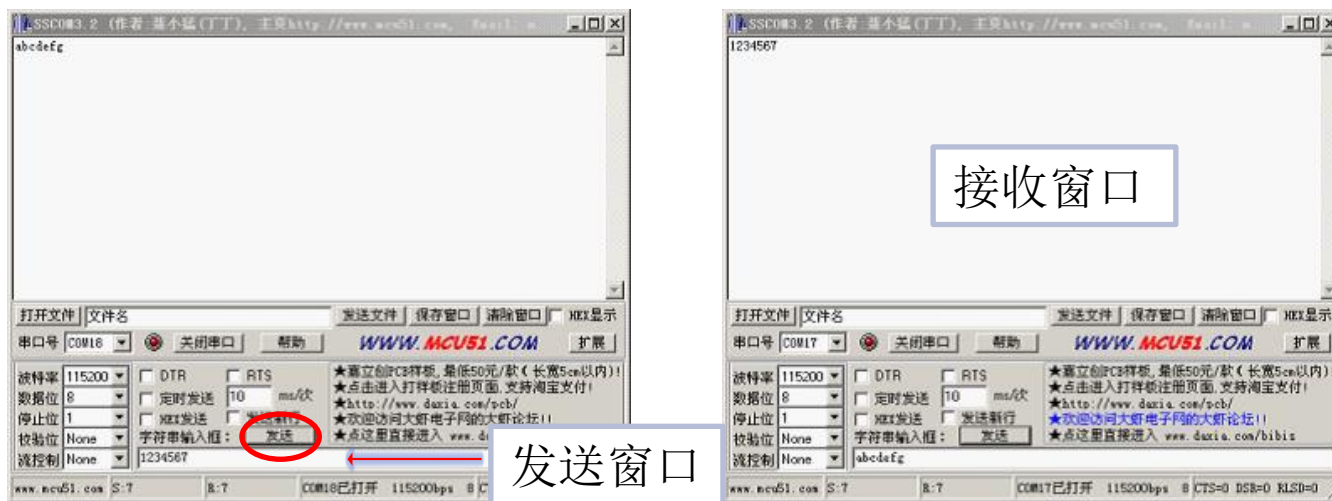 SSCOM3.2 (作者:聂小猛(丁丁), 主页http://www.mcu51.com,
abcdefg
打开文件 文件名 发送文件 保存窗口 清除窗口 HEX显示
串口号 COM18 关闭串口 帮助 WWW.MCU51.COM 扩展
波特率 115200 DTR RTS
数据位 8 定时发送 10 ms/次
停止位 1 HEX发送 发送新行
校验位 None 字符串输入框: 发送
流控制 None 1234567
★嘉立创PCB样板,最低50元/款(长宽5cm以内)!
★点击进入打样板注册页面,支持淘宝支付!
★http://www.daxia.com/pcb/
★欢迎访问大虾电子网的大虾论坛!!
★点这里直接进入 www.da
发送窗口
www.mcu51.com S:7 R:7 COM18已打开 115200bps 8 C
SSCOM3.2 (作者:聂小猛(丁丁), 主页http://www.mcu51.com,
1234567
接收窗口
打开文件 文件名 发送文件 保存窗口 清除窗口 HEX显示
串口号 COM17 关闭串口 帮助 WWW.MCU51.COM 扩展
波特率 115200 DTR RTS
数据位 8 定时发送 10 ms/次
停止位 1 HEX发送 发送新行
校验位 None 字符串输入框: 发送
流控制 None abcdefg
★嘉立创PCB样板,最低50元/款(长宽5cm以内)
★点击进入打样板注册页面,支持淘宝支付!
★http://www.daxia.com/pcb/
★欢迎访问大虾电子网的大虾论坛!!
★点这里直接进入 www.daxia.com/bibis
www.mcu51.com S:7 R:7 COM17已打开 115200bps 8 CTS=0 DSR=0 RLSD=0